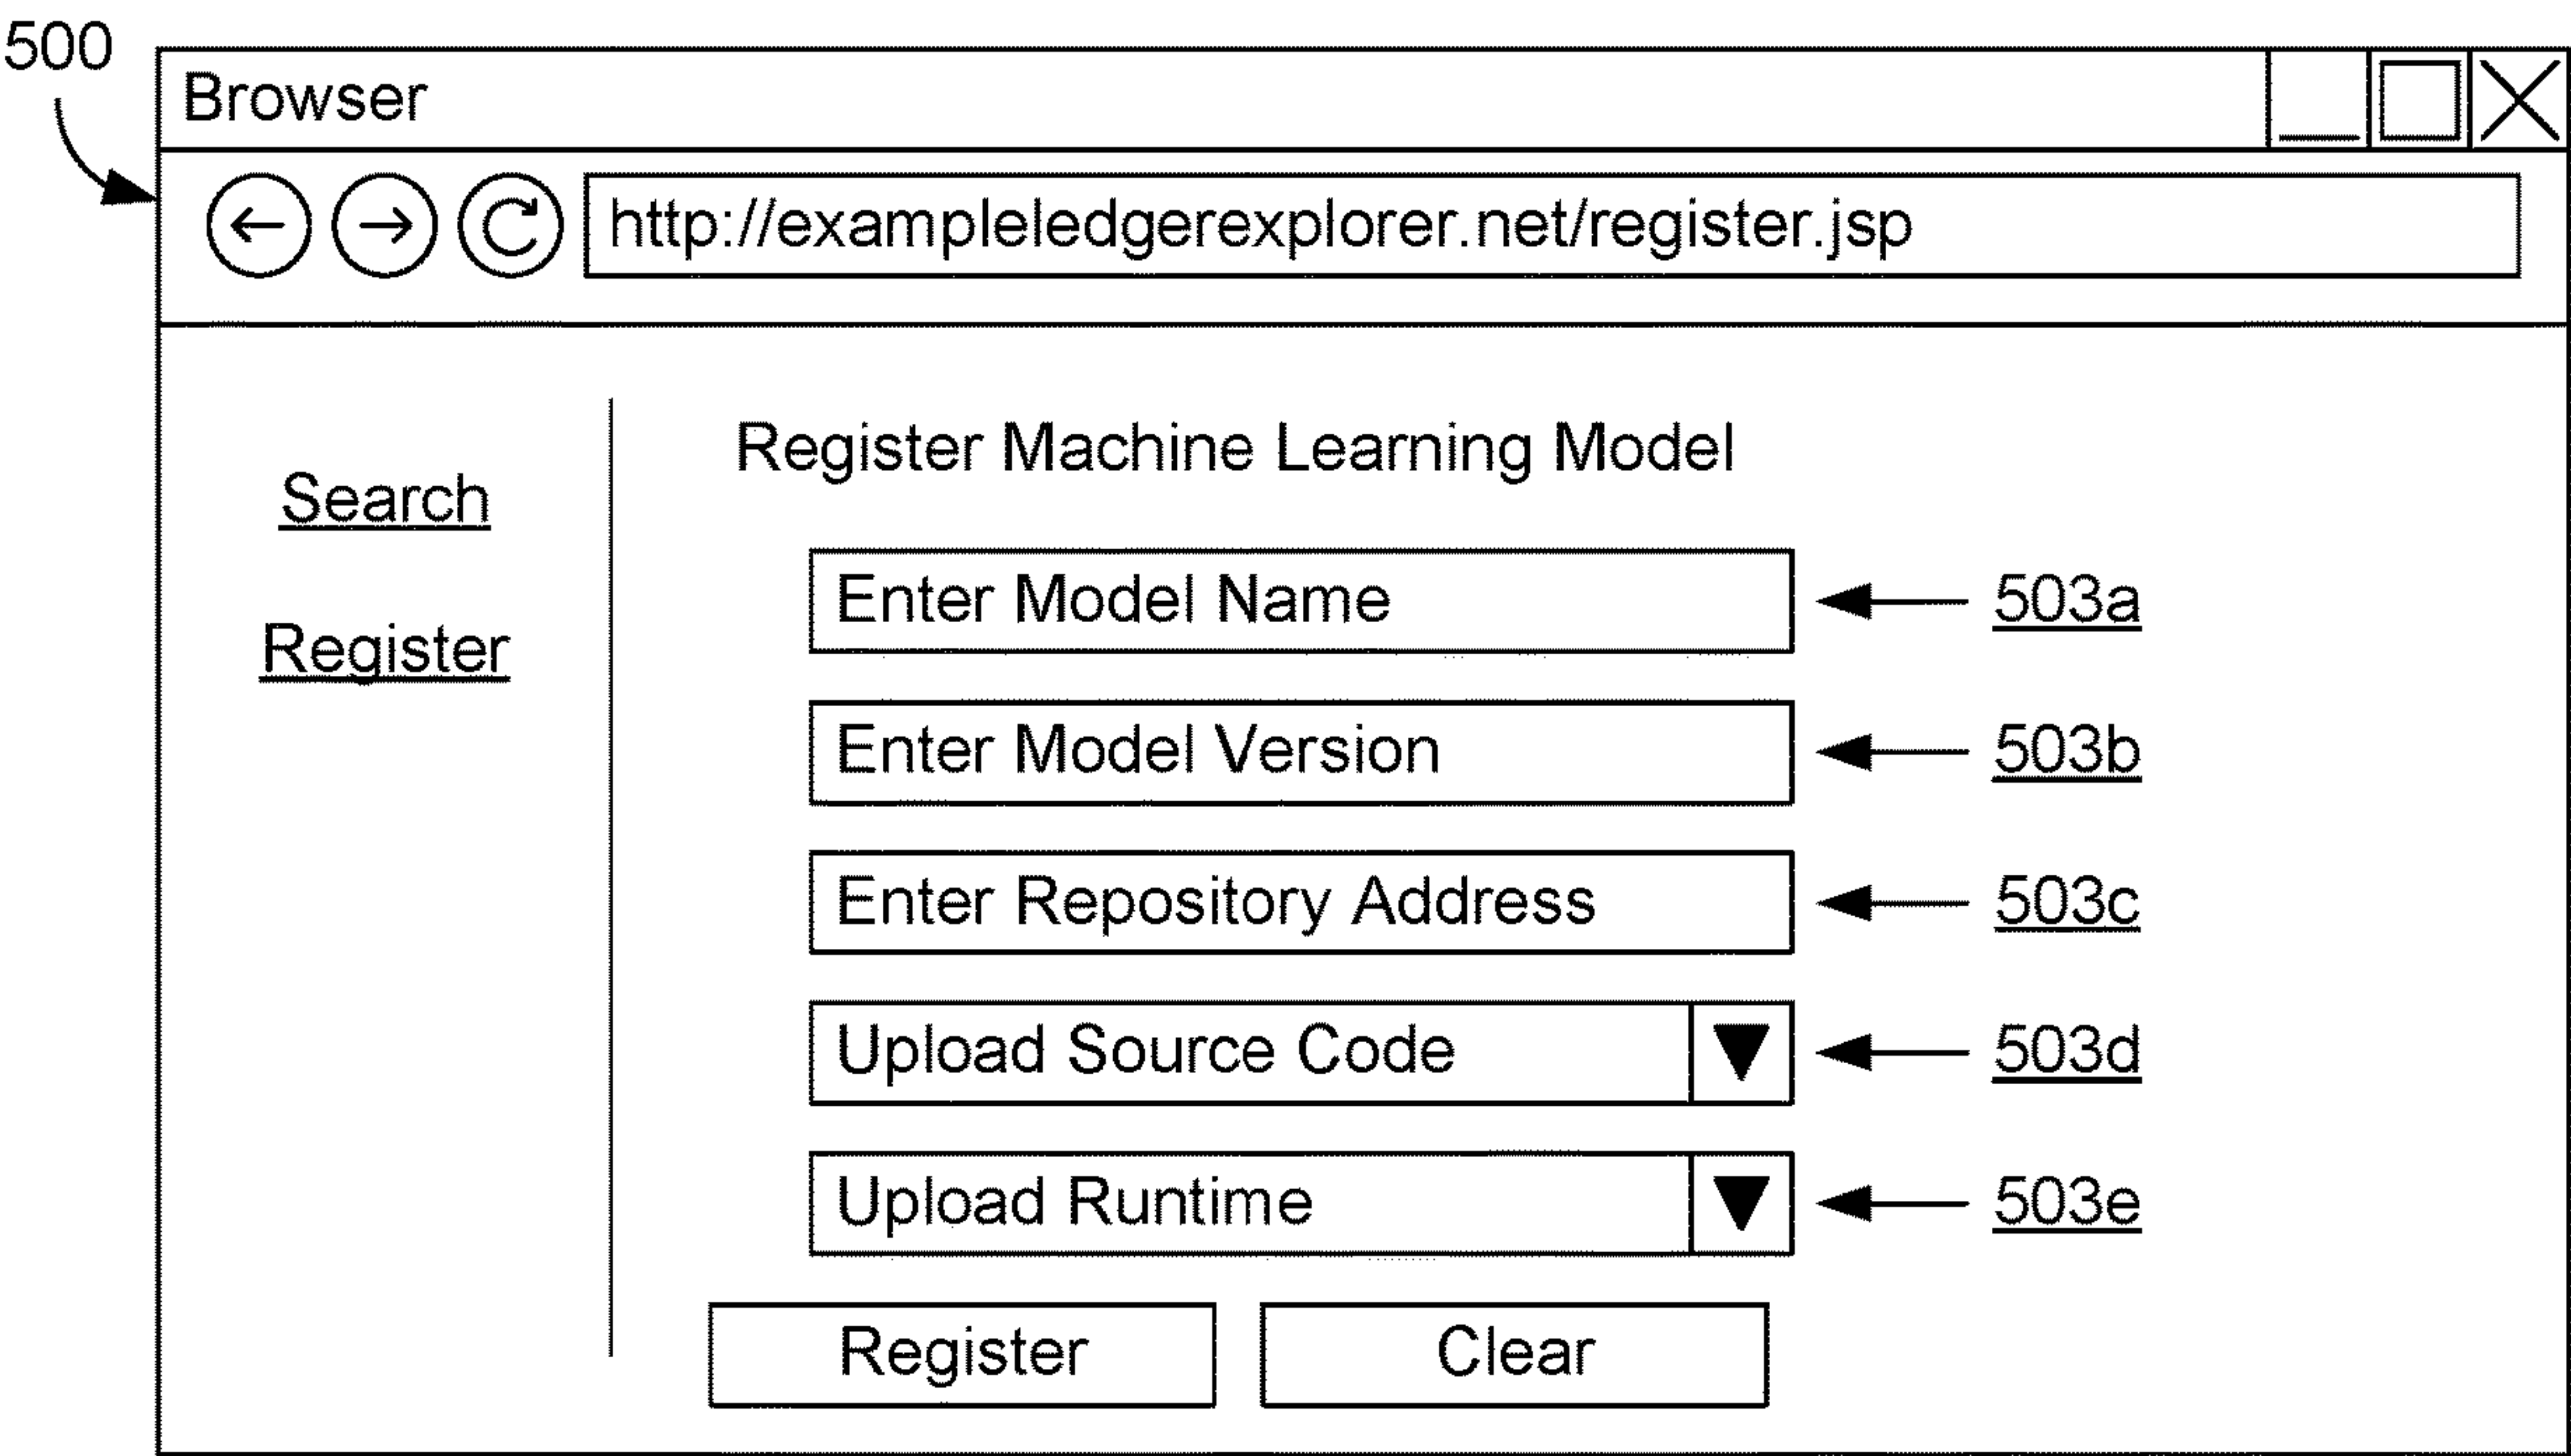 500
Browser
http://exampleledgerexplorer.net/register.jsp
Search
Register
Register Machine Learning Model
Enter Model Name 503a
Enter Model Version 503b
Enter Repository Address 503c
Upload Source Code 503d
Upload Runtime 503e
Register Clear